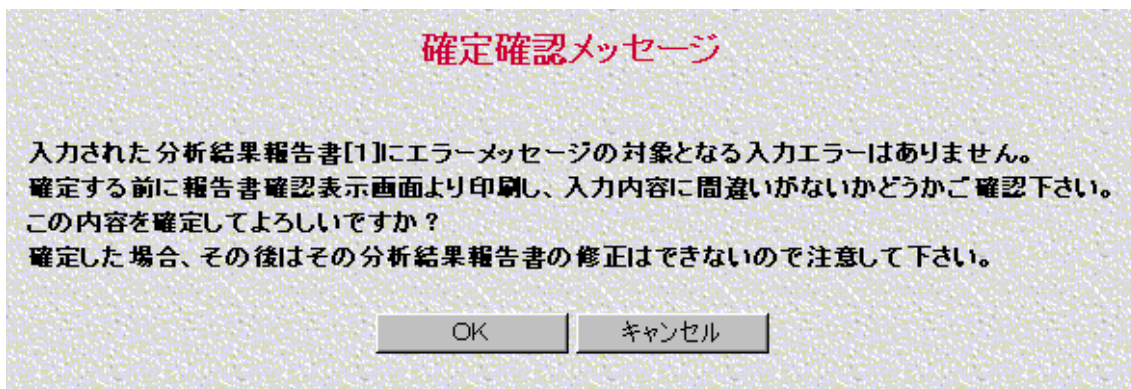 確定確認メッセージ
入力された分析結果報告書[1]にエラーメッセージの対象となる入力エラーはありません。
確定する前に報告書確認表示画面より印刷し、入力内容に間違いがないかどうかご確認下さい。
この内容を確定してよろしいですか？
確定した場合、その後はその分析結果報告書の修正はできないので注意して下さい。
OK キャンセル